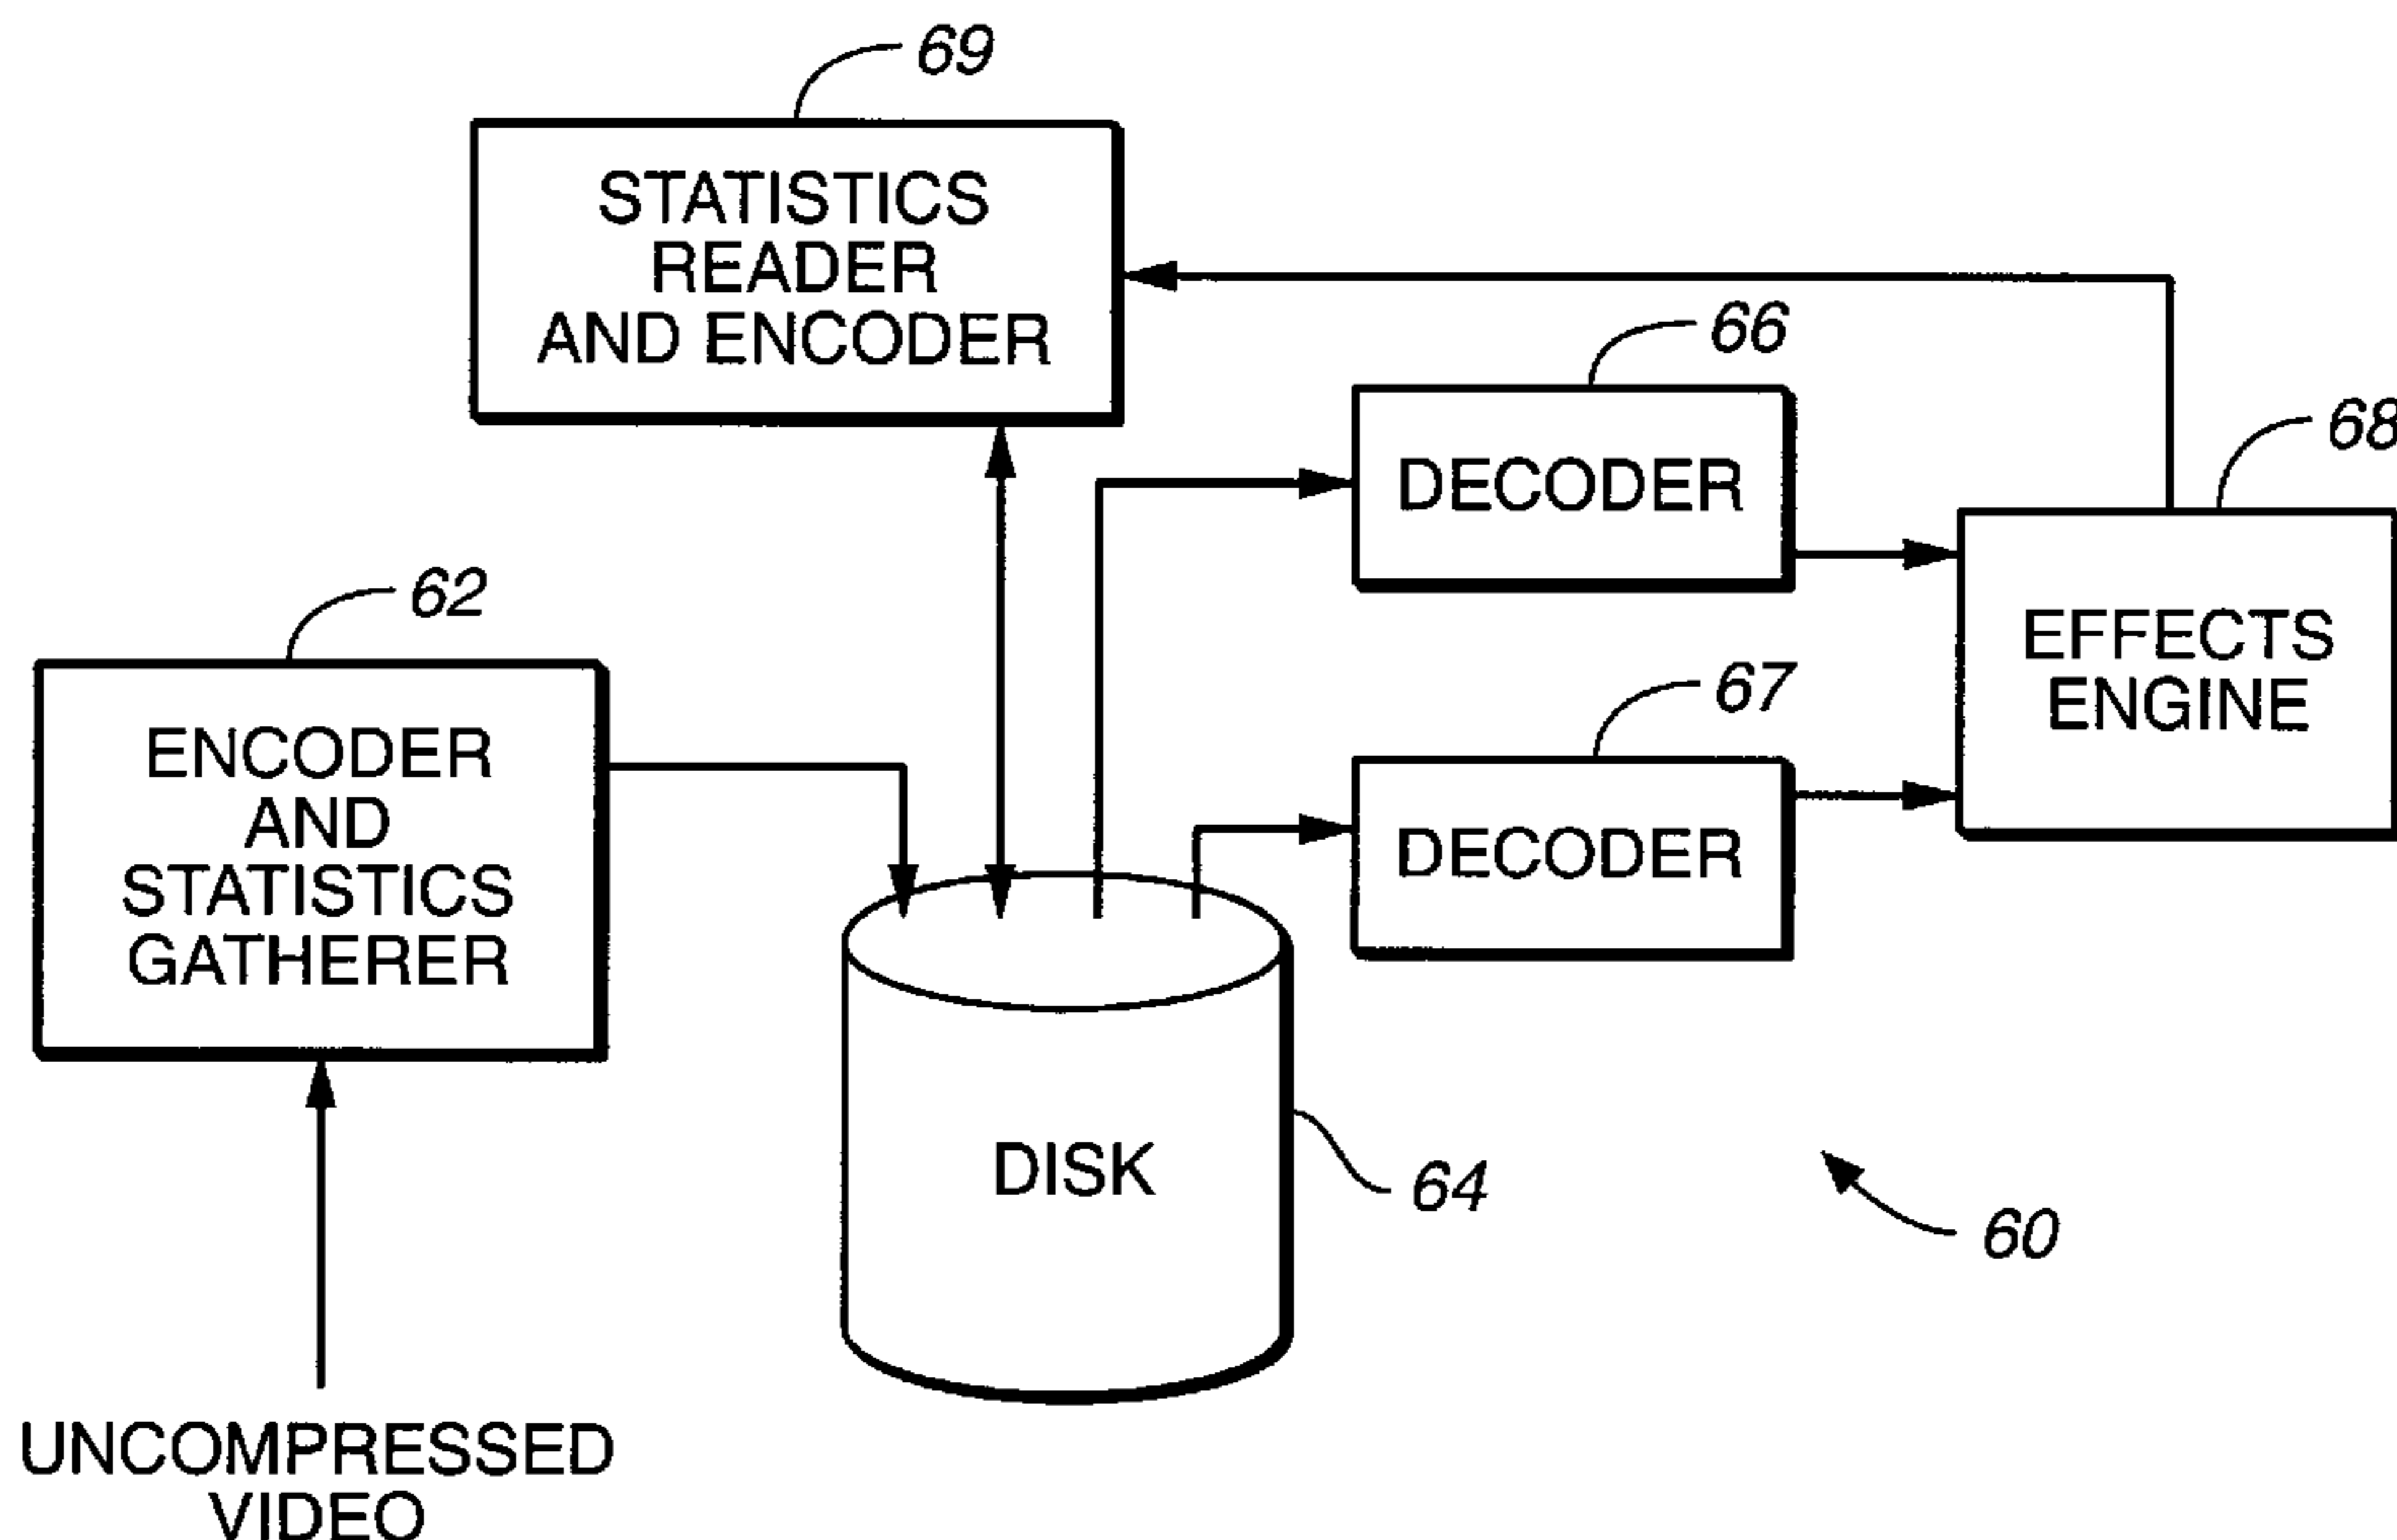 69
STATISTICS
READER
AND ENCODER
66
DECODER
68
EFFECTS
ENGINE
62
ENCODER
AND
STATISTICS
GATHERER
67
DECODER
DISK
64
60
UNCOMPRESSED
VIDEO